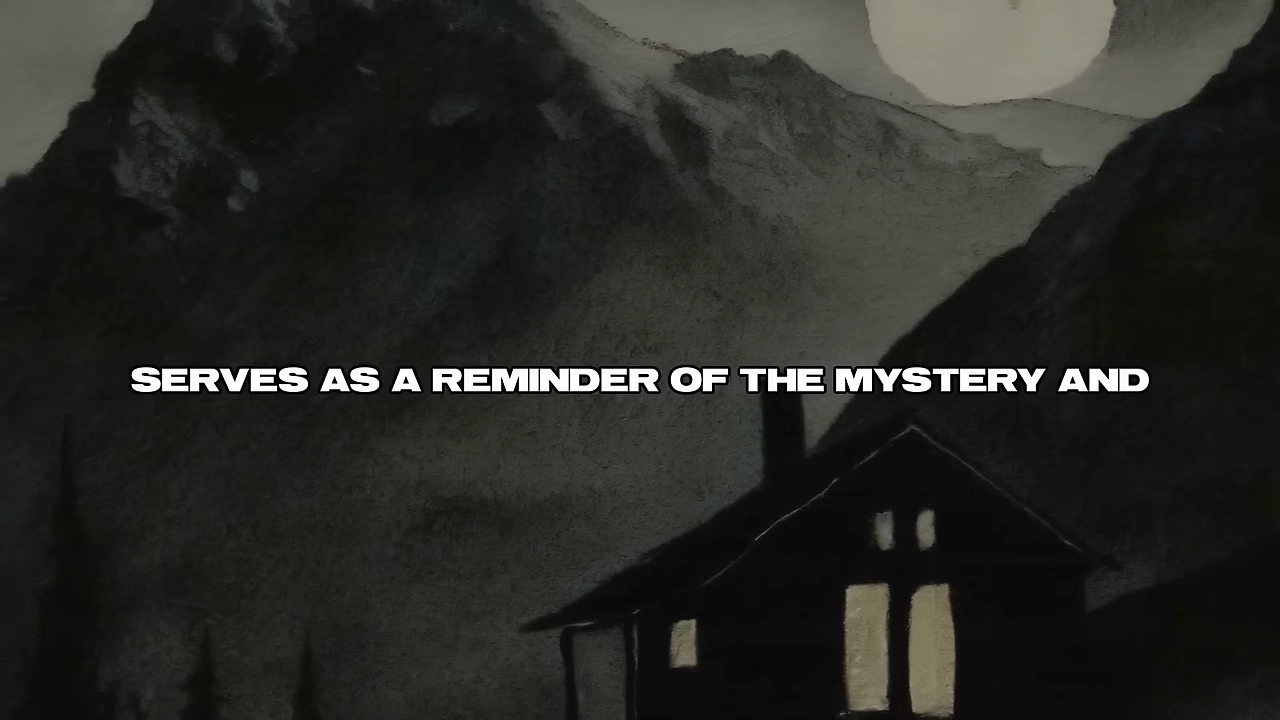 SERVES AS A REMINDER OF THE MYSTERY AND